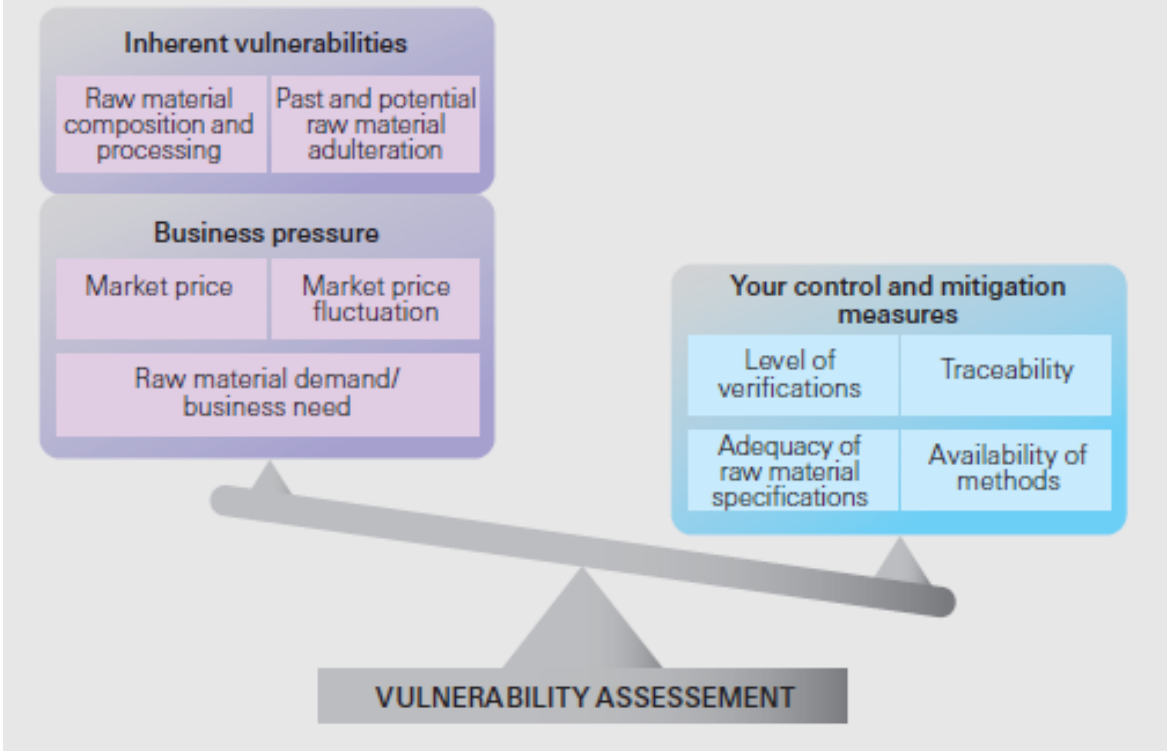 Inherent vulnerabilities
Raw material
composition and
processing
Past and potential
raw material
adulteration
Business pressure
Market price
Market price
fluctuation
Raw material demand/
business need
Your control and mitigation
measures
Level of
verifications
Traceability
Adequacy of
raw material
specifications
Availability of
methods
VULNERABILITY ASSESSEMENT